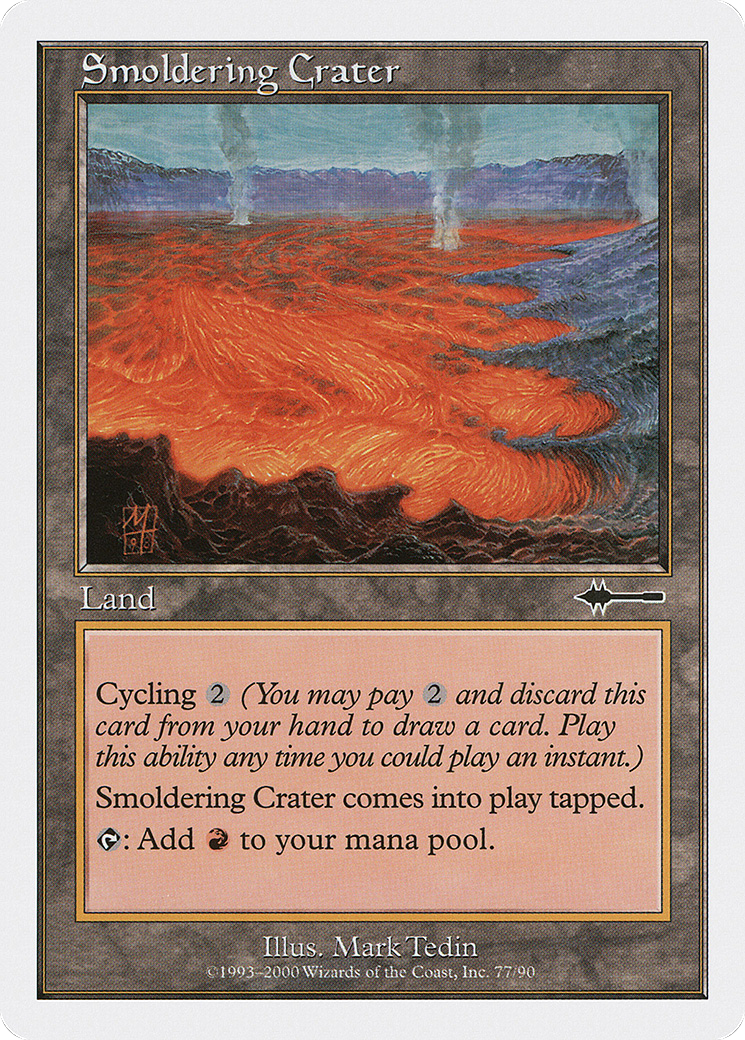 Smoldering Crater
Land
Cycling 2 (You may pay 2 and discard this
card from your hand to draw a card. Play
this ability any time you could play an instant.)
Smoldering Crater comes into play tapped.
: Add to your mana pool.
Illus. Mark Tedin
©1993–2000 Wizards of the Coast, Inc. 77/90